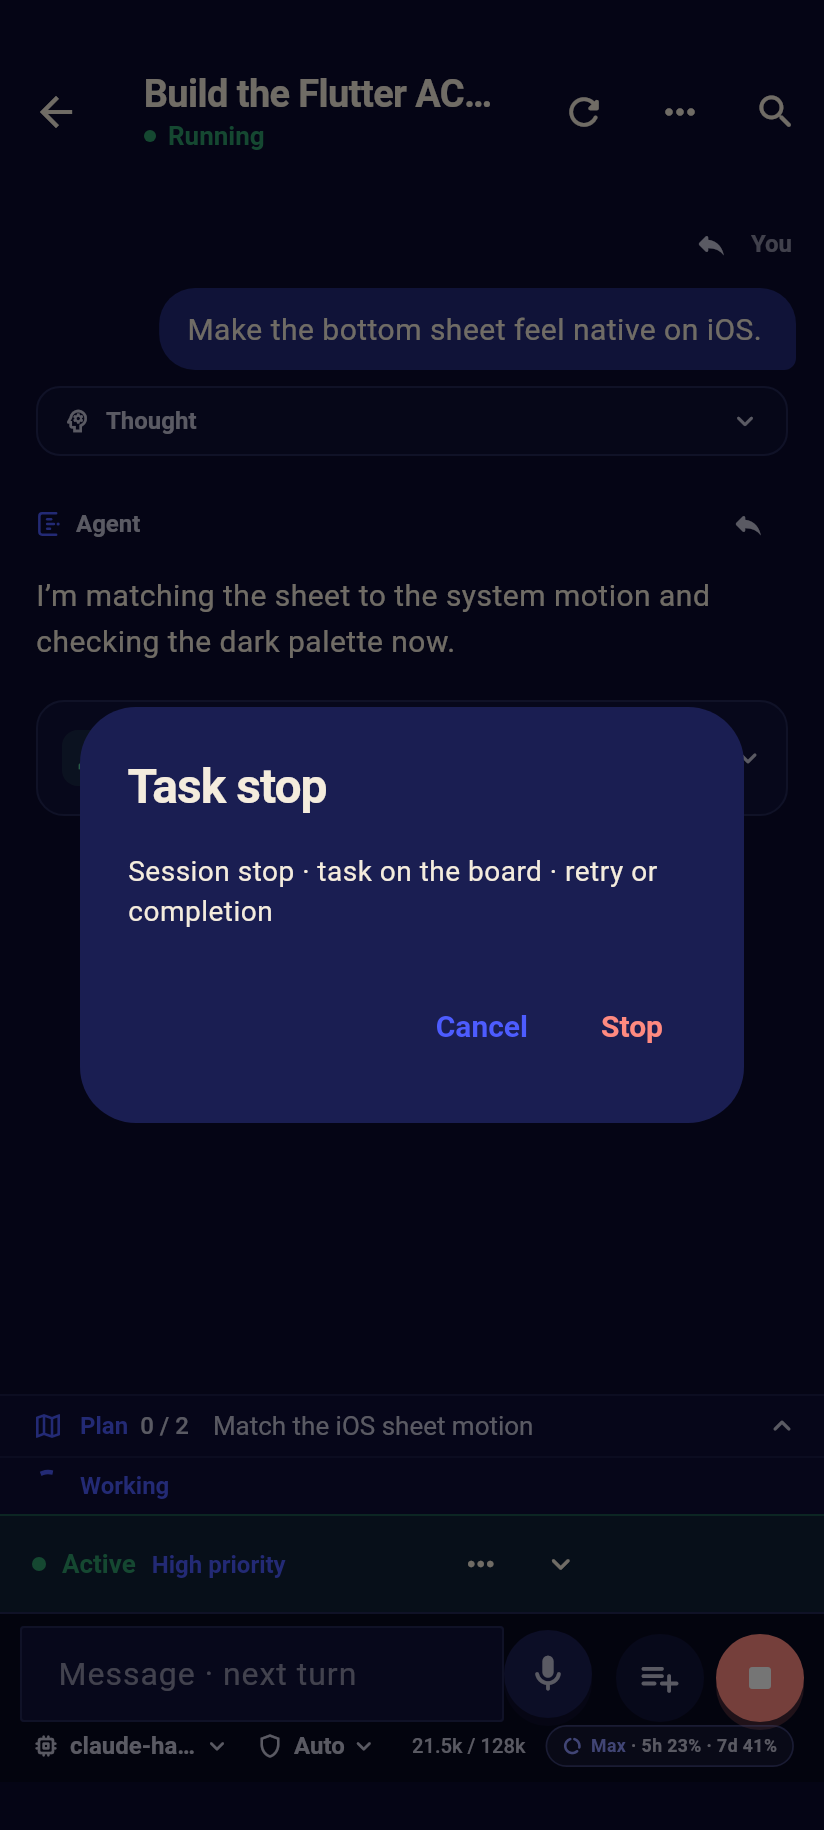 Build the Flutter AC...
Running
You
Make the bottom sheet feel native on iOS.
Thought
Agent
I’m matching the sheet to the system motion and
checking the dark palette now.
Task stop
Session stop · task on the board · retry or
completion
Cancel
Stop
Plan 0 / 2 Match the iOS sheet motion
Working
Active High priority
Message · next turn
claude-ha... Auto 21.5k / 128k Max · 5h 23% · 7d 41%